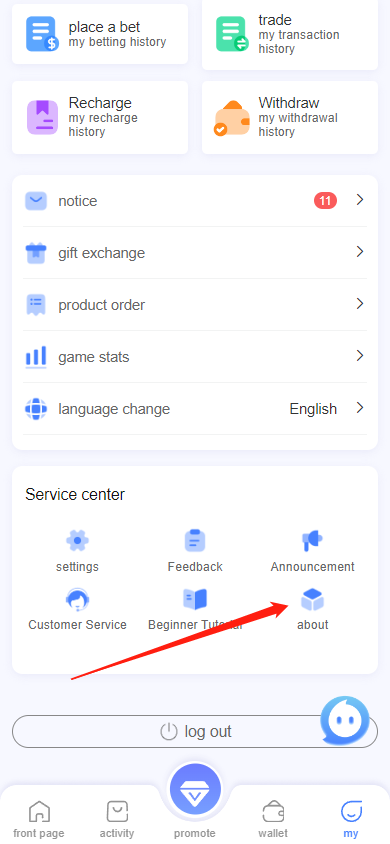 place a bet
my betting history
trade
my transaction
history
Recharge
my recharge
history
Withdraw
my withdrawal
history
notice
11
gift exchange
product order
game stats
language change
English
Service center
settings
Feedback
Announcement
Customer Service
Beginner Tutorial
about
log out
front page
activity
promote
wallet
my